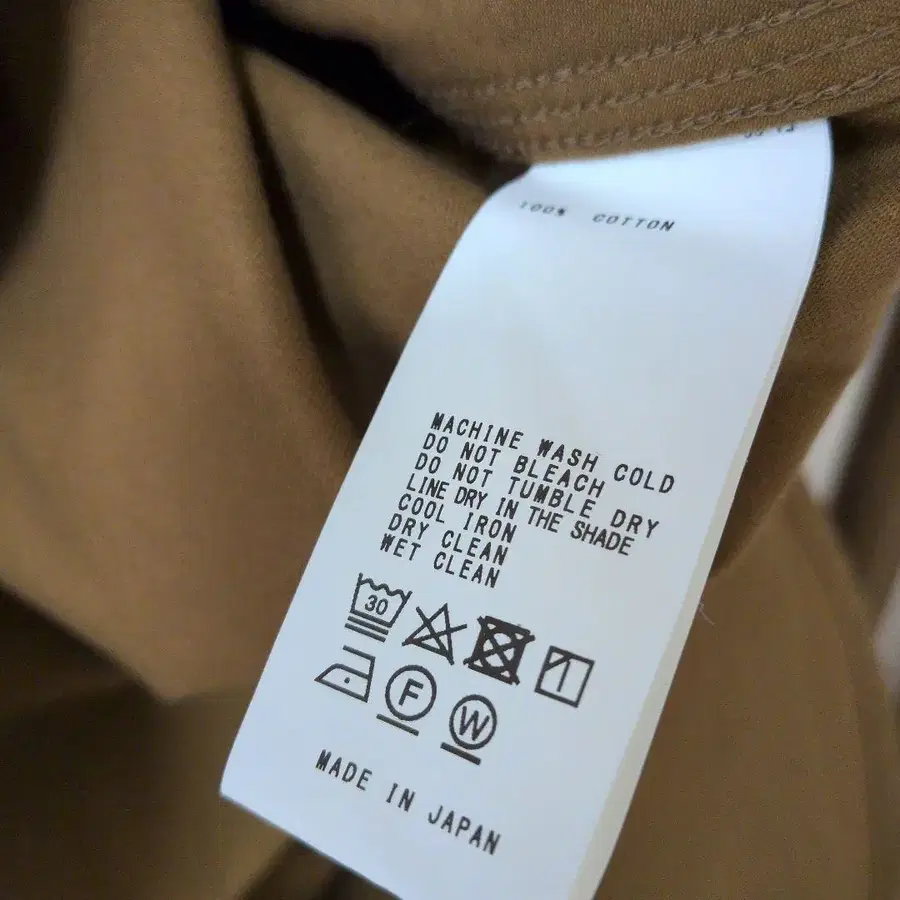 100% COTTON
MACHINE WASH COLD
DO NOT BLEACH
DO NOT TUMBLE DRY
LINE DRY IN THE SHADE
COOL IRON
DRY CLEAN
WET CLEAN
30
F W
MADE IN JAPAN